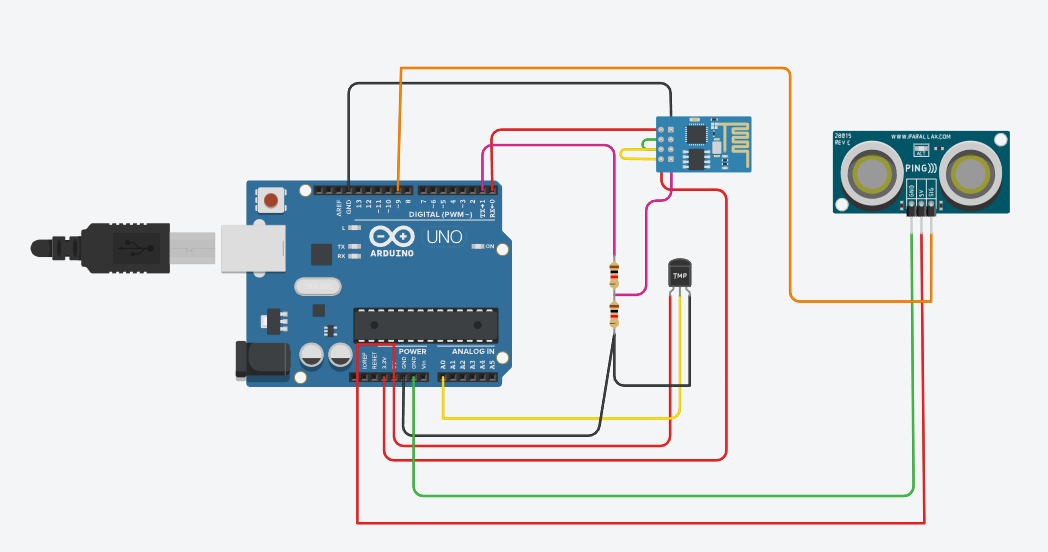 28015
REV C
WWW.PARALLAX.COM
PING)))
GND
5V
SIG
AREF
GND
13
12
~11
~10
~9
8
7
~6
~5
4
~3
2
TX→1
RX←0
DIGITAL (PWM~)
L
TX
RX
ARDUINO
UNO
ON
TMP
POWER
ANALOG IN
IOREF
RESET
3.3V
GND
GND
Vin
A0
A1
A2
A3
A4
A5